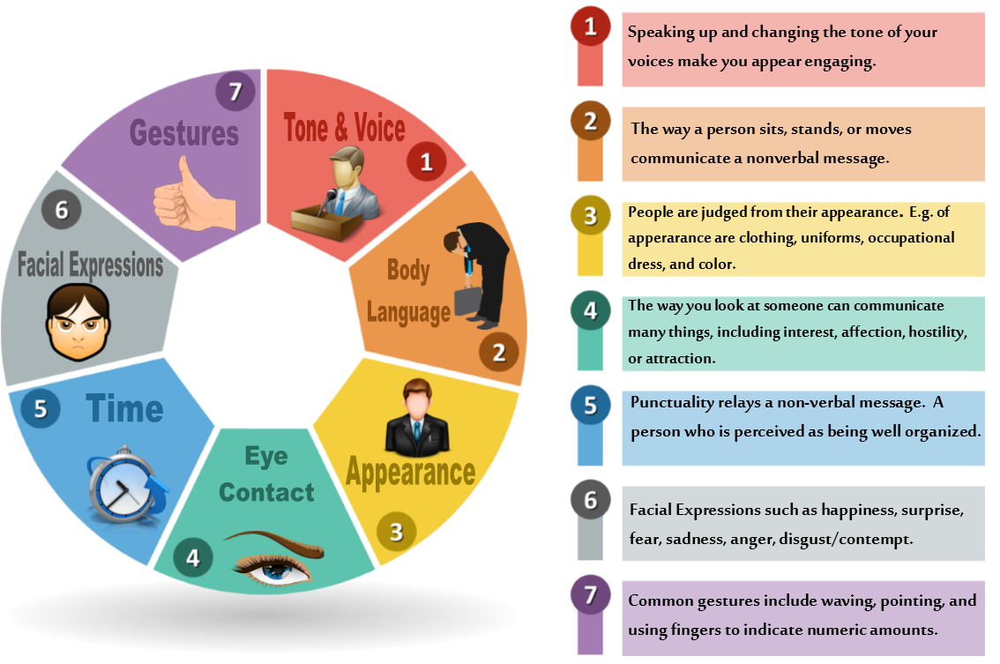 7
Gestures
Tone & Voice
1
6
Facial Expressions
Body
Language
2
5
Time
Eye
Contact
4
Appearance
3
1
Speaking up and changing the tone of your
voices make you appear engaging.
2
The way a person sits, stands, or moves
communicate a nonverbal message.
3
People are judged from their appearance. E.g. of
apperarance are clothing, uniforms, occupational
dress, and color.
4
The way you look at someone can communicate
many things, including interest, affection, hostility,
or attraction.
5
Punctuality relays a non-verbal message. A
person who is perceived as being well organized.
6
Facial Expressions such as happiness, surprise,
fear, sadness, anger, disgust/contempt.
7
Common gestures include waving, pointing, and
using fingers to indicate numeric amounts.